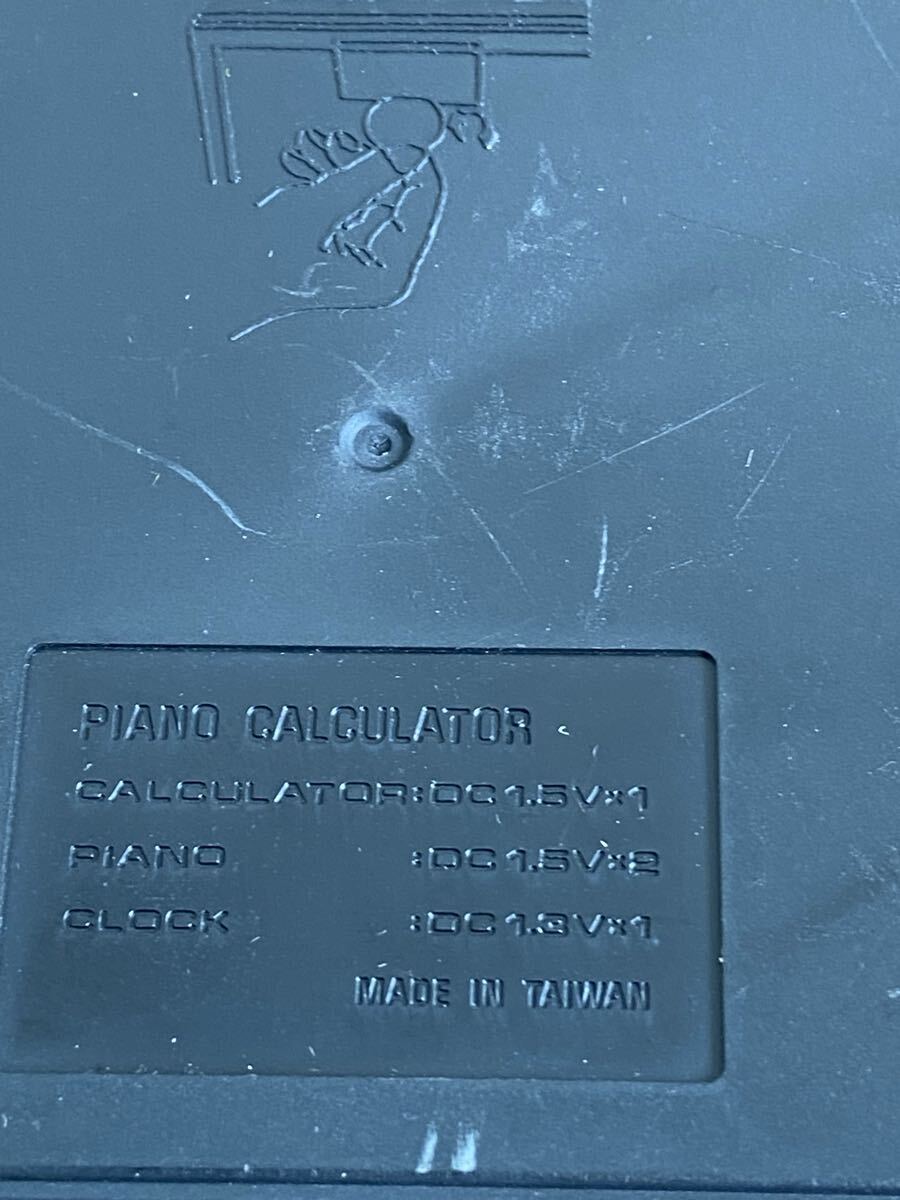 PIANO CALCULATOR
CALCULATOR:DC1.5V×1
PIANO :DC1.5V×2
CLOCK :DC1.3V×1
MADE IN TAIWAN